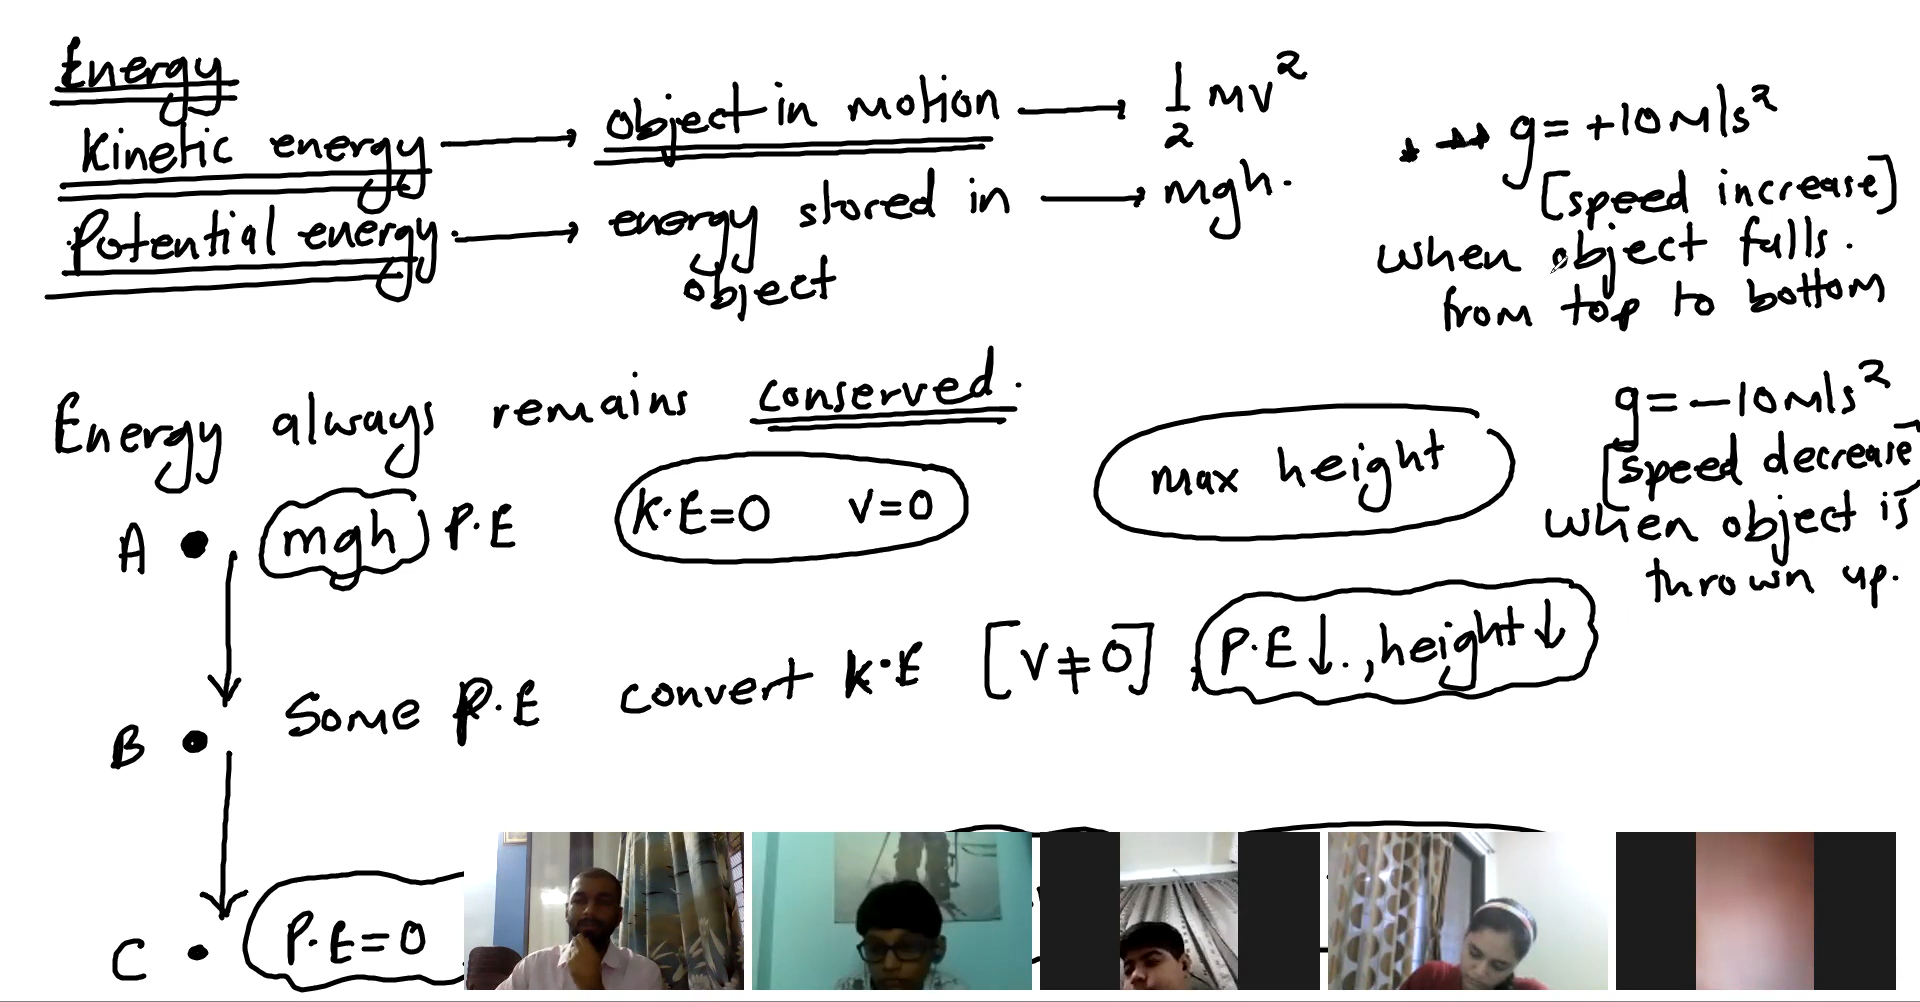 Energy
Kinetic energy → object in motion → 1/2 mv²
Potential energy → energy stored in → mgh.
object
g = +10 m/s²
[speed increase]
when object falls.
from top to bottom
Energy always remains conserved.
g = -10 m/s²
[speed decrease]
when object is
thrown up.
A mgh P.E K.E=0 v=0 max height
B Some P.E convert K.E [v≠0] P.E↓., height↓
C P.E=0